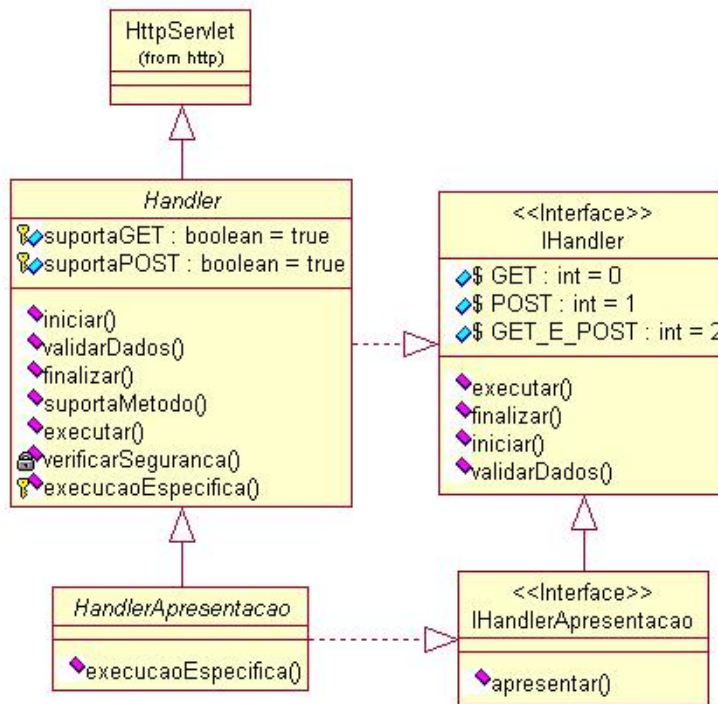 HttpServlet
(from http)
Handler
suportaGET : boolean = true
suportaPOST : boolean = true
iniciar()
validarDados()
finalizar()
suportaMetodo()
executar()
verificarSeguranca()
execucaoEspecifica()
<<Interface>>
IHandler
$ GET : int = 0
$ POST : int = 1
$ GET_E_POST : int = 2
executar()
finalizar()
iniciar()
validarDados()
HandlerApresentacao
execucaoEspecifica()
<<Interface>>
IHandlerApresentacao
apresentar()